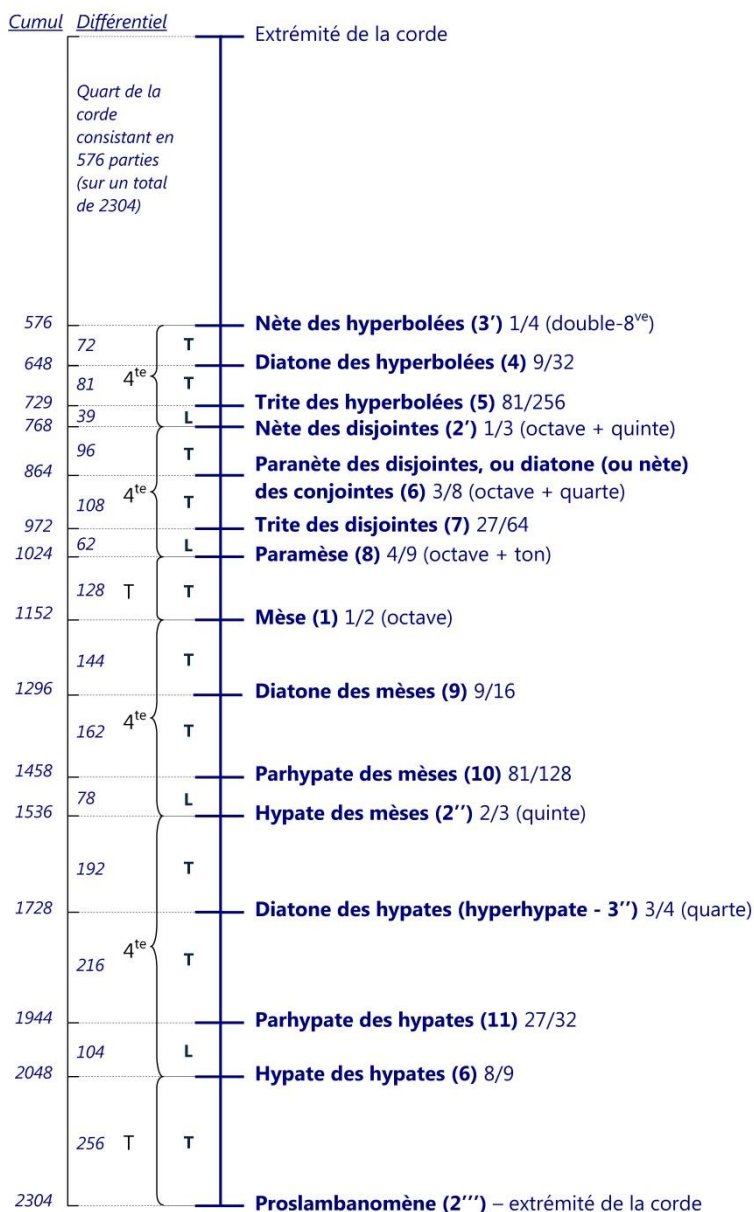 Cumul Différentiel
Extrémité de la corde
Quart de la
corde
consistant en
576 parties
(sur un total
de 2304)
576 Nète des hyperbolées (3') 1/4 (double-8ve)
72 T
648 Diatone des hyperbolées (4) 9/32
81 4te T
729 Trite des hyperbolées (5) 81/256
39 L
768 Nète des disjointes (2') 1/3 (octave + quinte)
96 T
864 Paranète des disjointes, ou diatone (ou nète)
des conjointes (6) 3/8 (octave + quarte)
108 4te T
972 Trite des disjointes (7) 27/64
62 L
1024 Paramèse (8) 4/9 (octave + ton)
128 T T
1152 Mèse (1) 1/2 (octave)
144 T
1296 Diatone des mèses (9) 9/16
162 4te T
1458 Parhypate des mèses (10) 81/128
78 L
1536 Hypate des mèses (2'') 2/3 (quinte)
192 T
1728 Diatone des hypates (hyperhypate - 3'') 3/4 (quarte)
216 4te T
1944 Parhypate des hypates (11) 27/32
104 L
2048 Hypate des hypates (6) 8/9
256 T T
2304 Proslambanomène (2''') – extrémité de la corde